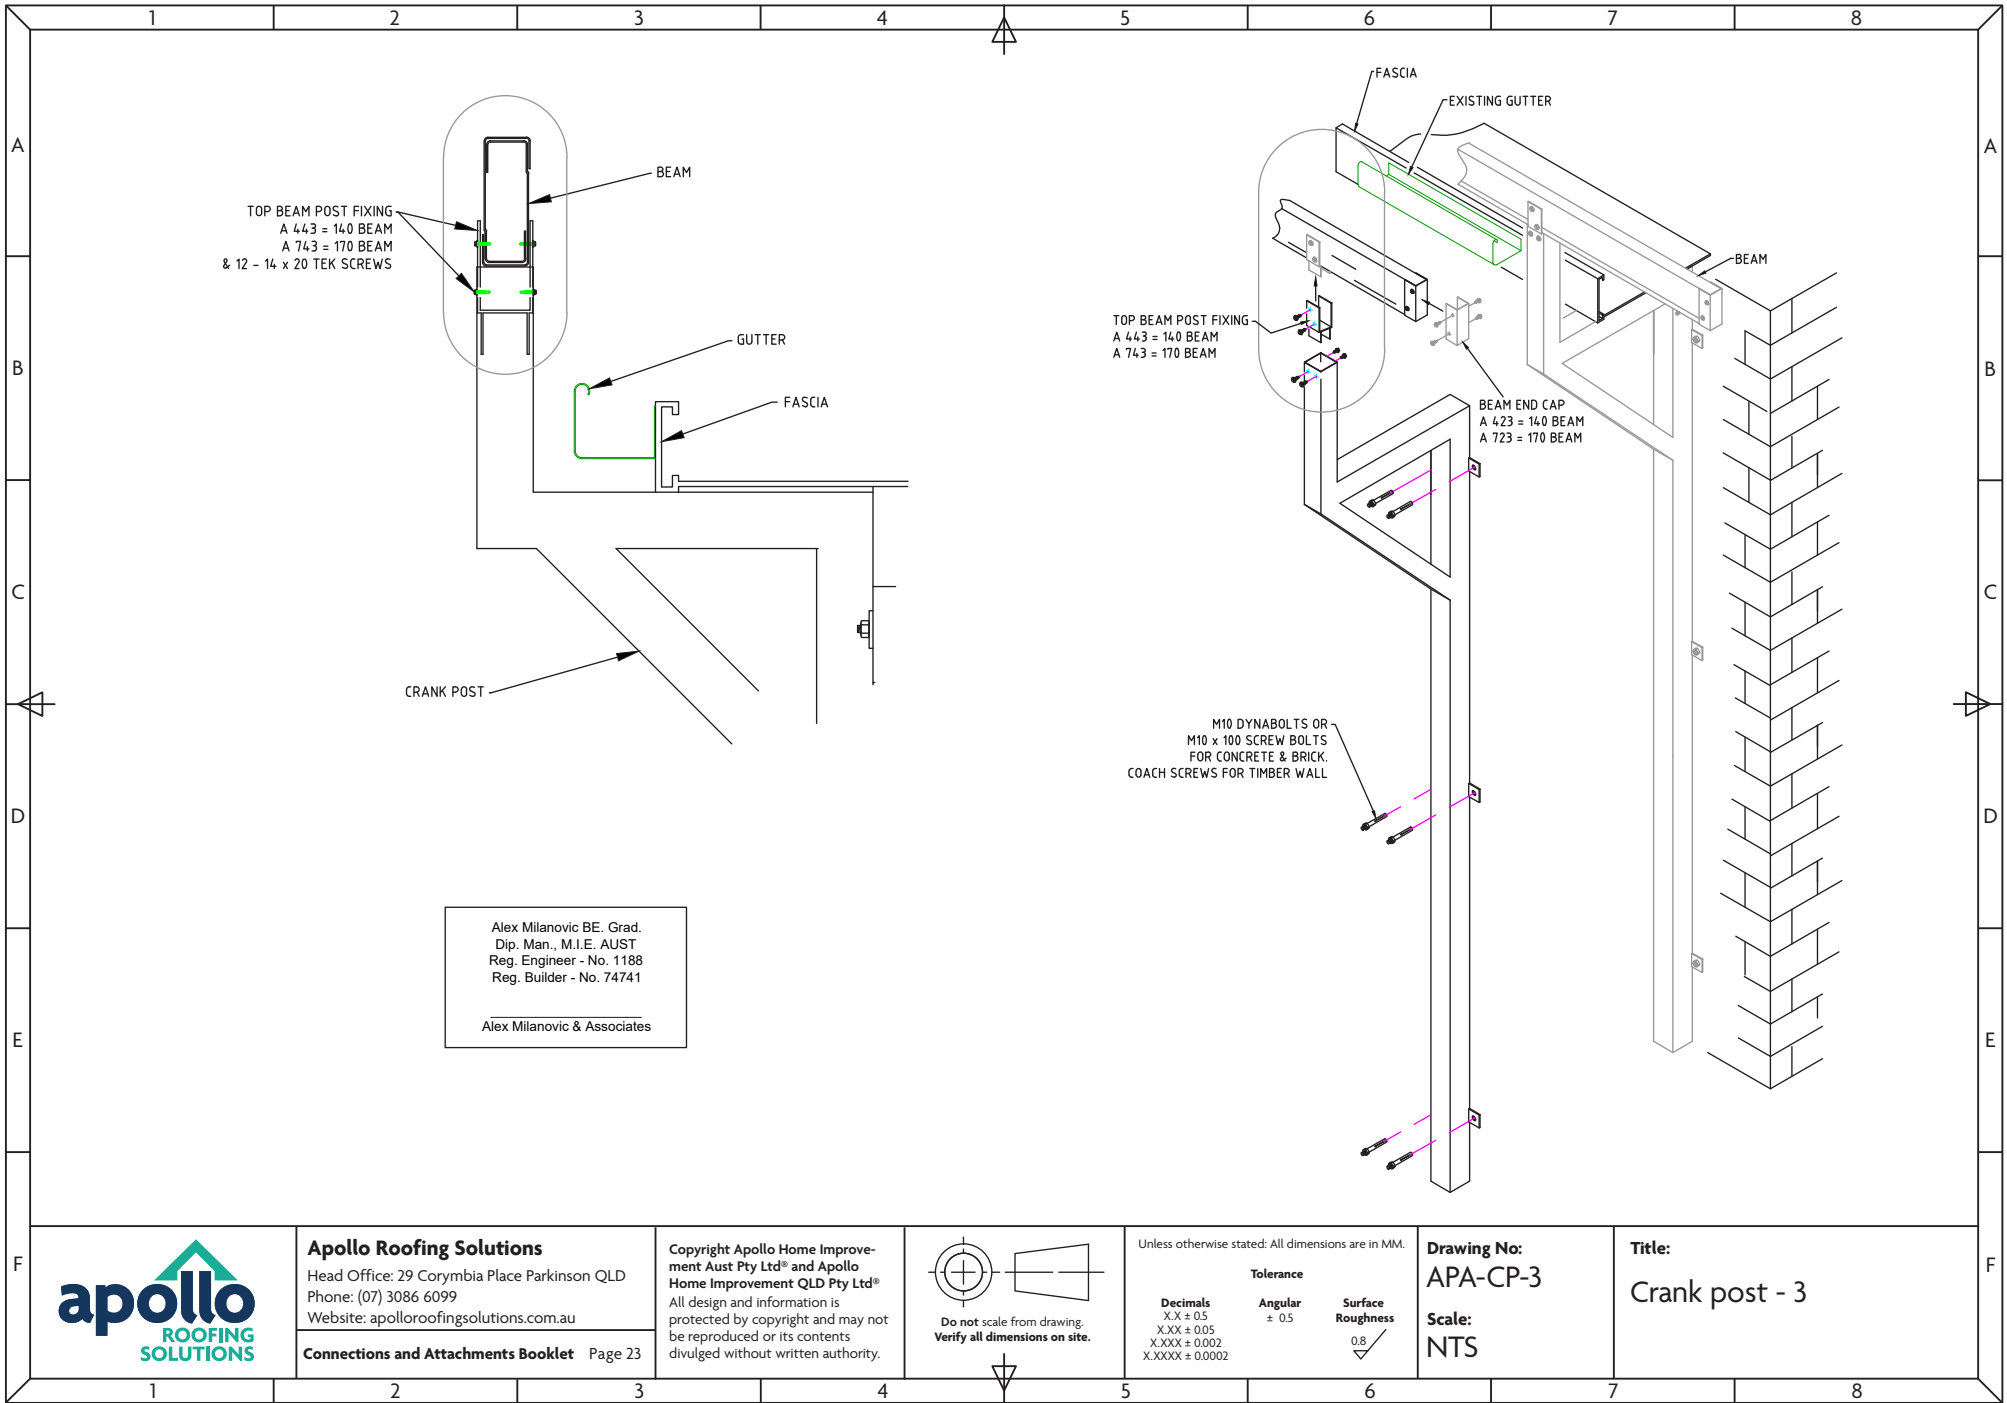 1 2 3 4 5 6 7 8
A
B
C
D
E
F
A
B
C
D
E
F
TOP BEAM POST FIXING
A 443 = 140 BEAM
A 743 = 170 BEAM
& 12 - 14 x 20 TEK SCREWS
BEAM
GUTTER
FASCIA
CRANK POST
FASCIA
EXISTING GUTTER
BEAM
TOP BEAM POST FIXING
A 443 = 140 BEAM
A 743 = 170 BEAM
BEAM END CAP
A 423 = 140 BEAM
A 723 = 170 BEAM
M10 DYNABOLTS OR
M10 x 100 SCREW BOLTS
FOR CONCRETE & BRICK.
COACH SCREWS FOR TIMBER WALL
Alex Milanovic BE. Grad.
Dip. Man., M.I.E. AUST
Reg. Engineer - No. 1188
Reg. Builder - No. 74741
Alex Milanovic & Associates
apollo
ROOFING
SOLUTIONS
Apollo Roofing Solutions
Head Office: 29 Corymbia Place Parkinson QLD
Phone: (07) 3086 6099
Website: apolloroofingsolutions.com.au
Connections and Attachments Booklet Page 23
Copyright Apollo Home Improve-
ment Aust Pty Ltd® and Apollo
Home Improvement QLD Pty Ltd®
All design and information is
protected by copyright and may not
be reproduced or its contents
divulged without written authority.
Do not scale from drawing.
Verify all dimensions on site.
Unless otherwise stated: All dimensions are in MM.
Tolerance
Decimals
X.X ± 0.5
X.XX ± 0.05
X.XXX ± 0.002
X.XXXX ± 0.0002
Angular
± 0.5
Surface
Roughness
0.8
Drawing No:
APA-CP-3
Scale:
NTS
Title:
Crank post - 3
1 2 3 4 5 6 7 8